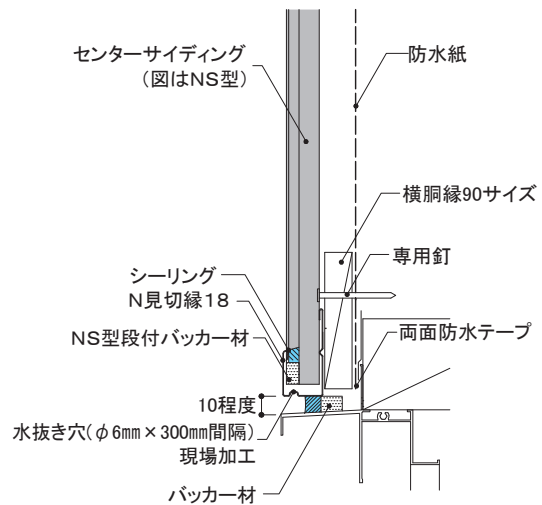 センターサイディング
(図はNS型)
防水紙
横胴縁90サイズ
専用釘
シーリング
N見切縁18
NS型段付バッカー材
両面防水テープ
10程度
水抜き穴(φ6mm×300mm間隔)
現場加工
バッカー材